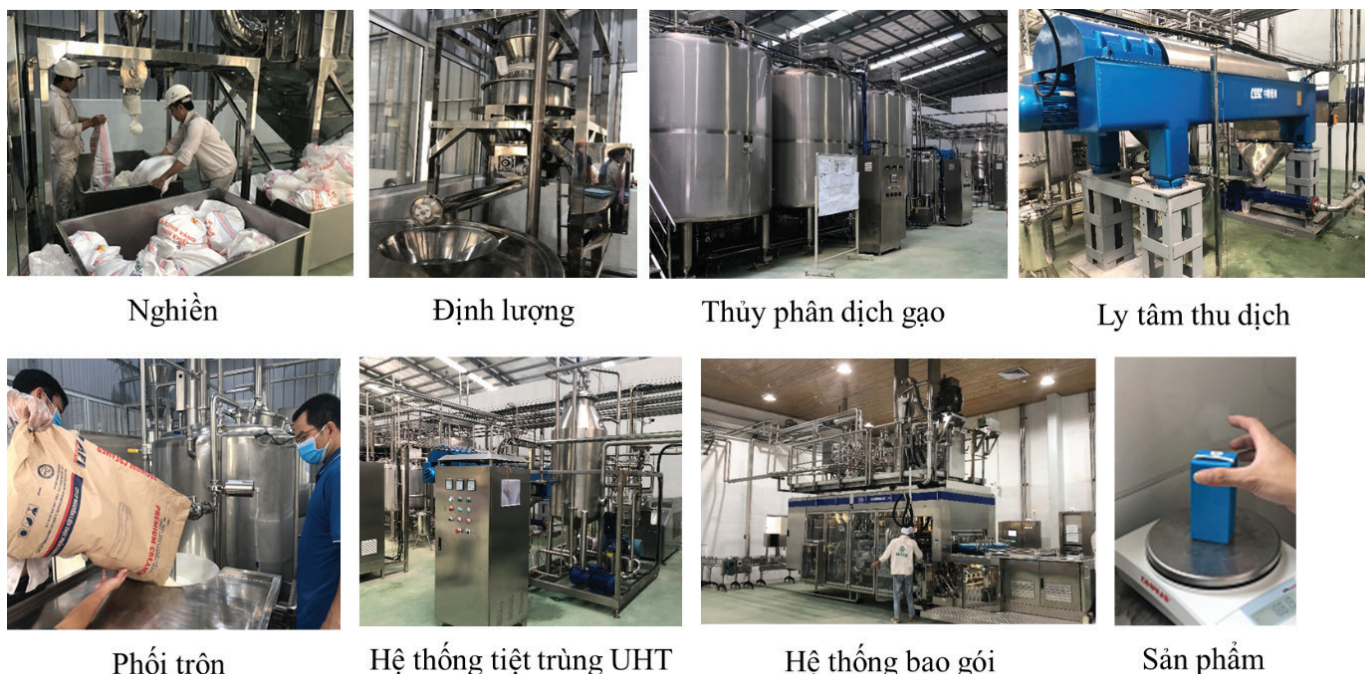 Nghiền
Định lượng
Thủy phân dịch gạo
Ly tâm thu dịch
PREMIUM
Phối trộn
Hệ thống tiệt trùng UHT
Hệ thống bao gói
Sản phẩm